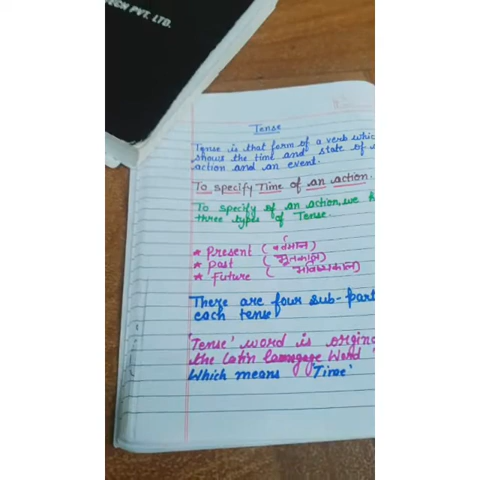 TECH PVT. LTD.
Tense
Tense is that form of a verb which
shows the time and state of
action and an event.
To specify Time of an action.
To specify of an action, we
three types of Tense.
* Present (वर्तमान)
* Past (भूतकाल)
* Future (भविष्यकाल)
There are four sub-part
each tense
'Tense' word is
the Latin Word
Which means 'Time'